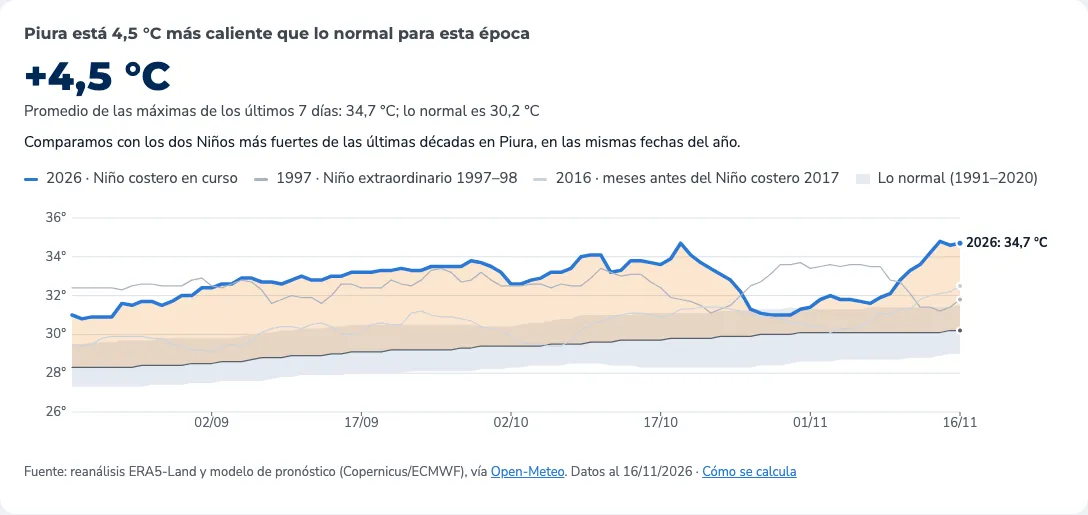 Piura está 4,5 °C más caliente que lo normal para esta época
+4,5 °C
Promedio de las máximas de los últimos 7 días: 34,7 °C; lo normal es 30,2 °C
Comparamos con los dos Niños más fuertes de las últimas décadas en Piura, en las mismas fechas del año.
2026 · Niño costero en curso 1997 · Niño extraordinario 1997–98 2016 · meses antes del Niño costero 2017 Lo normal (1991–2020)
36°
34°
2026: 34,7 °C
32°
30°
28°
26°
02/09 17/09 02/10 17/10 01/11 16/11
Fuente: reanálisis ERA5-Land y modelo de pronóstico (Copernicus/ECMWF), vía Open-Meteo. Datos al 16/11/2026 · Cómo se calcula